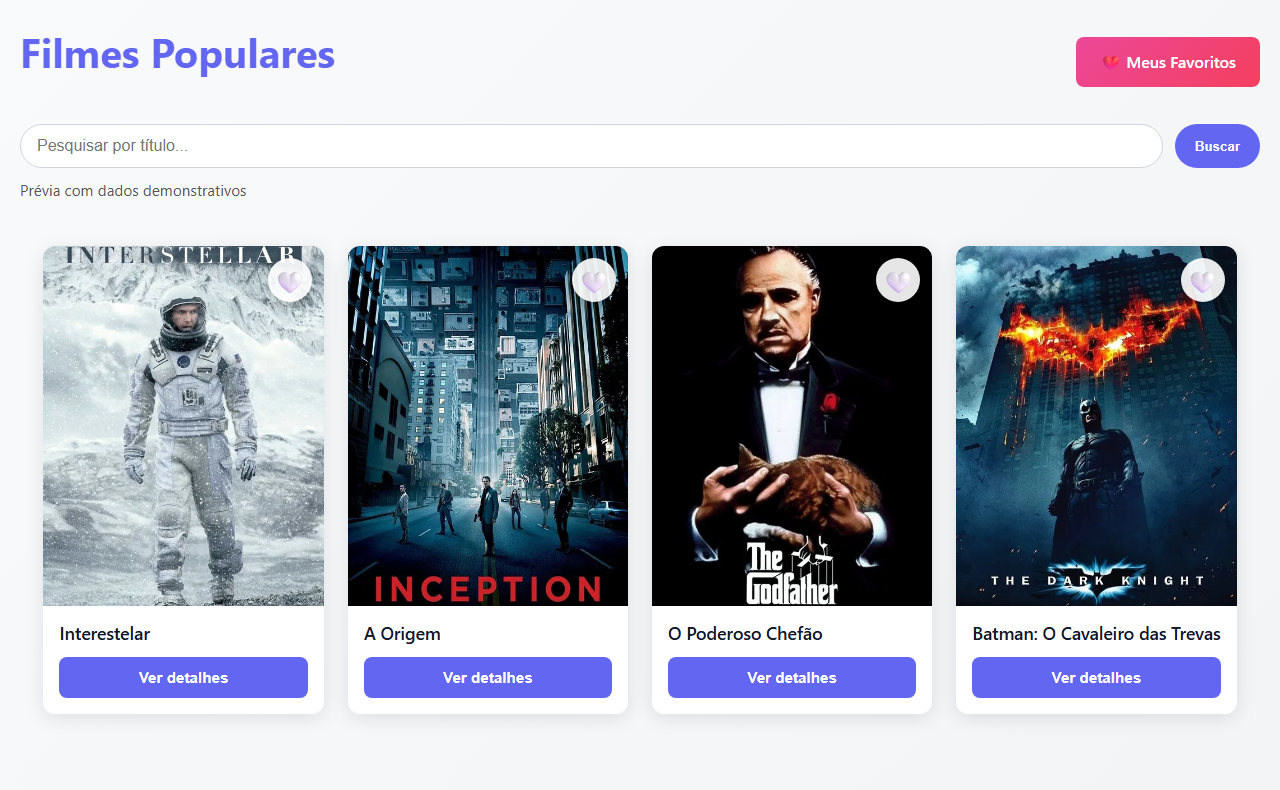 Filmes Populares
Meus Favoritos
Pesquisar por título...
Buscar
Prévia com dados demonstrativos
INTERSTELLAR
INCEPTION
The
Godfather
THE DARK KNIGHT
Interestelar
A Origem
O Poderoso Chefão
Batman: O Cavaleiro das Trevas
Ver detalhes
Ver detalhes
Ver detalhes
Ver detalhes